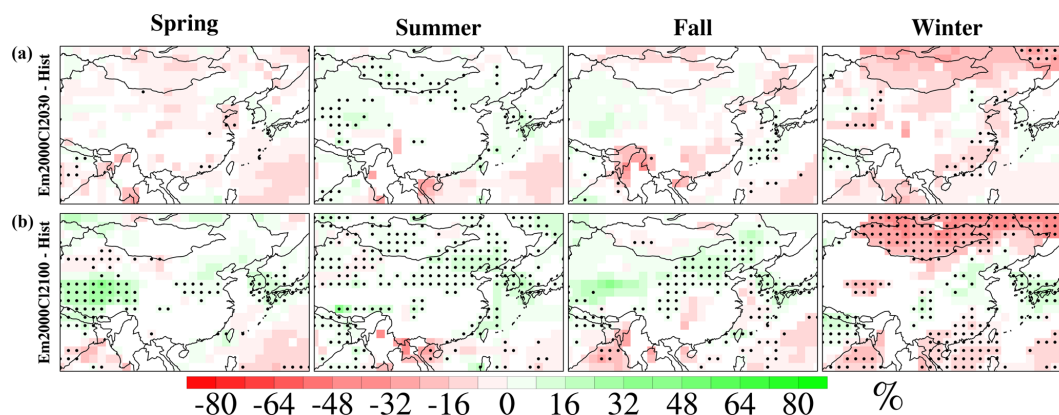 Spring Summer Fall Winter
(a)
Em2000Cl2030 - Hist
(b)
Em2000Cl2100 - Hist
-80 -64 -48 -32 -16 0 16 32 48 64 80 %